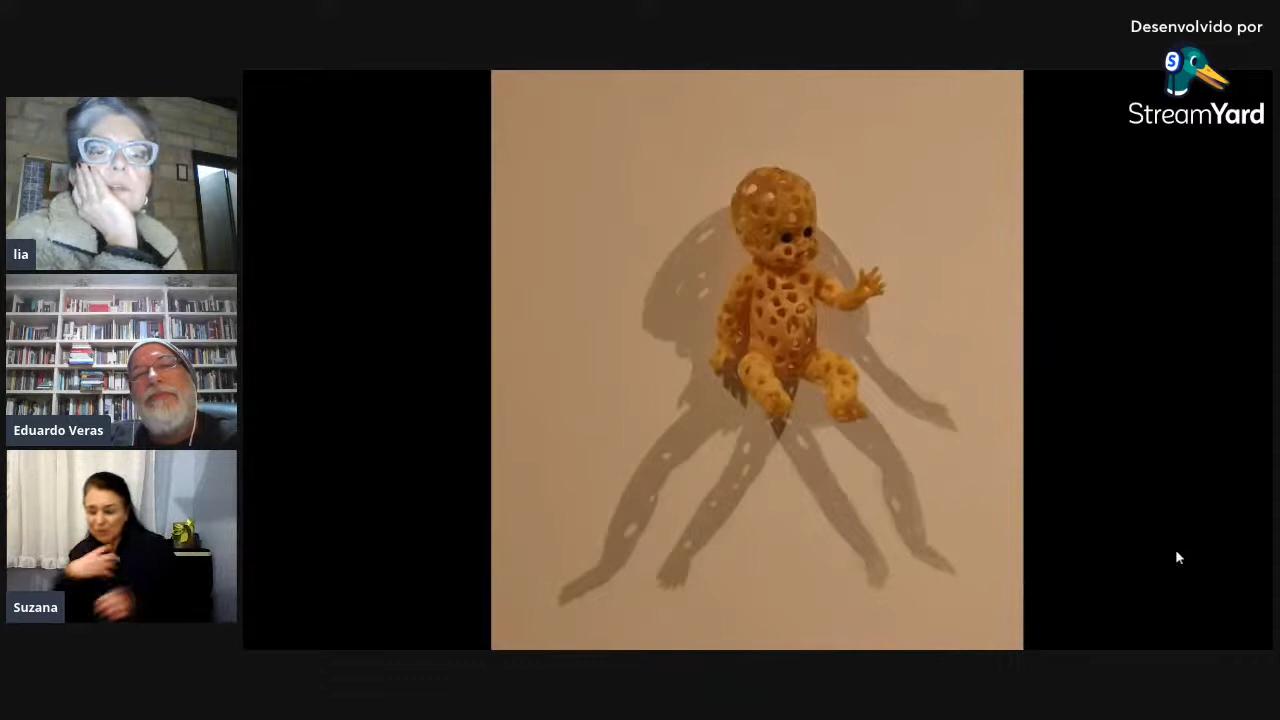 Desenvolvido por
StreamYard
lia
Eduardo Veras
Suzana